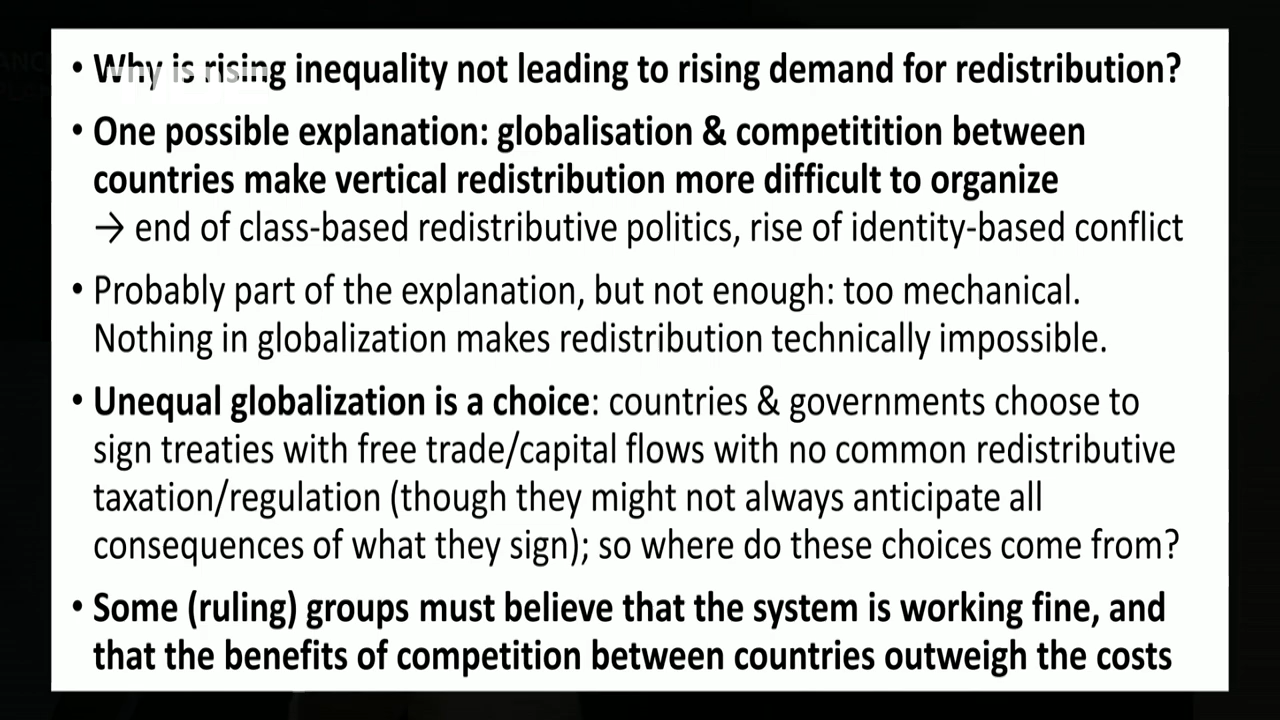 • Why is rising inequality not leading to rising demand for redistribution?
• One possible explanation: globalisation & competitition between
countries make vertical redistribution more difficult to organize
→ end of class-based redistributive politics, rise of identity-based conflict
• Probably part of the explanation, but not enough: too mechanical.
Nothing in globalization makes redistribution technically impossible.
• Unequal globalization is a choice: countries & governments choose to
sign treaties with free trade/capital flows with no common redistributive
taxation/regulation (though they might not always anticipate all
consequences of what they sign); so where do these choices come from?
• Some (ruling) groups must believe that the system is working fine, and
that the benefits of competition between countries outweigh the costs